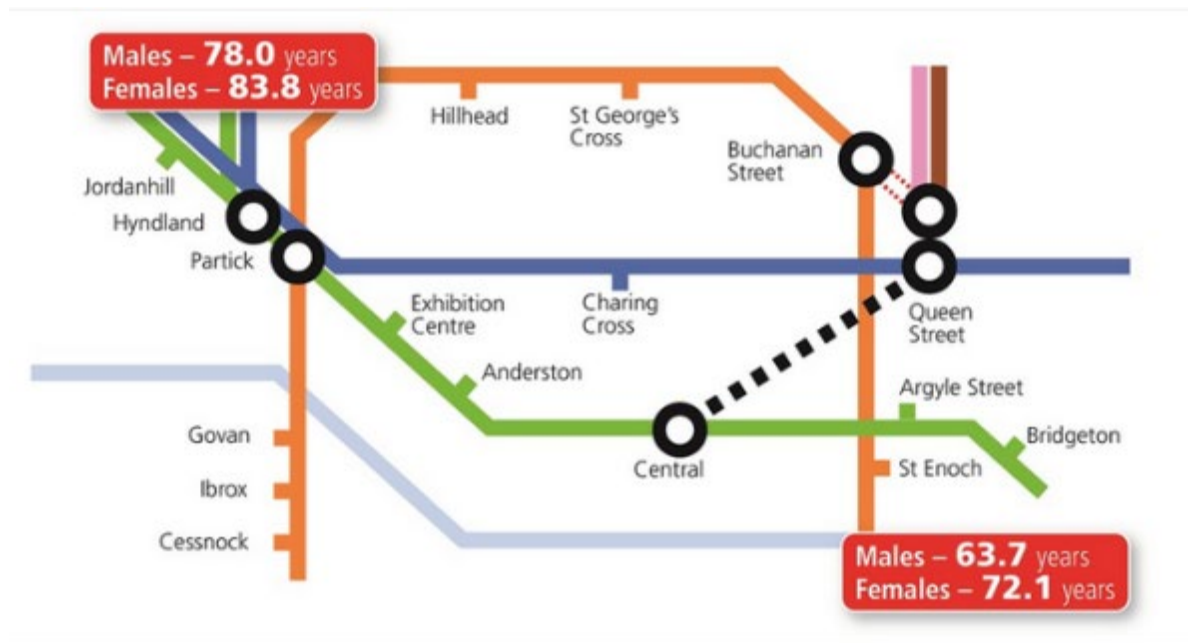 Males – 78.0 years
Females – 83.8 years
Hillhead
St George's
Cross
Buchanan
Street
Jordanhill
Hyndland
Partick
Exhibition
Centre
Charing
Cross
Queen
Street
Anderston
Argyle Street
Govan
Bridgeton
Central
St Enoch
Ibrox
Cessnock
Males – 63.7 years
Females – 72.1 years